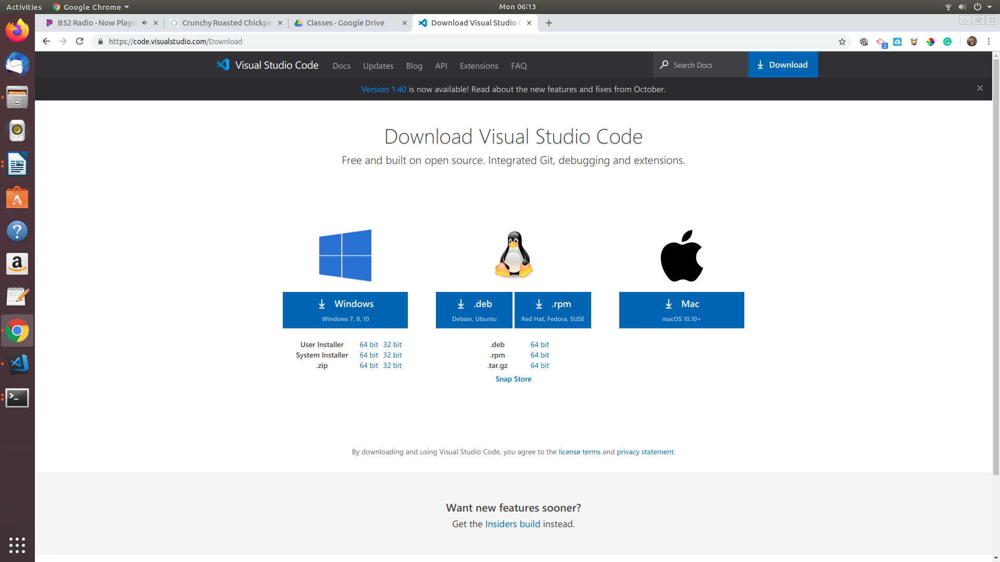 Activities Google Chrome Mon 06:13
B52 Radio - Now Playin Crunchy Roasted Chickpe Classes - Google Drive Download Visual Studio C
https://code.visualstudio.com/Download
2
Visual Studio Code Docs Updates Blog API Extensions FAQ Search Docs Download
Version 1.40 is now available! Read about the new features and fixes from October.
Download Visual Studio Code
Free and built on open source. Integrated Git, debugging and extensions.
Windows .deb .rpm Mac
Windows 7, 8, 10 Debian, Ubuntu Red Hat, Fedora, SUSE macOS 10.10+
User Installer 64 bit 32 bit .deb 64 bit
System Installer 64 bit 32 bit .rpm 64 bit
.zip 64 bit 32 bit .tar.gz 64 bit
Snap Store
By downloading and using Visual Studio Code, you agree to the license terms and privacy statement.
Want new features sooner?
Get the Insiders build instead.